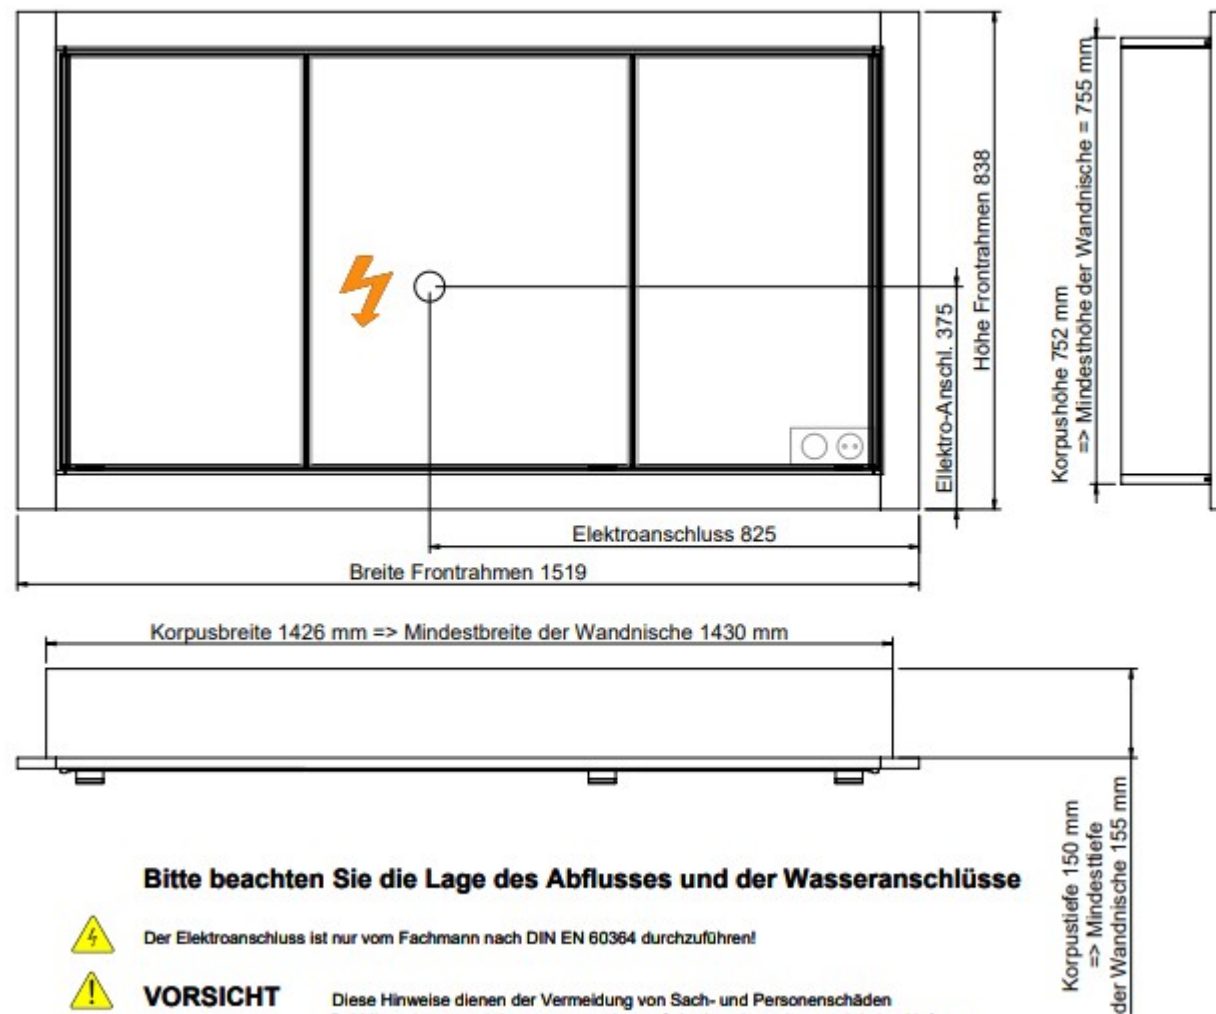 Höhe Frontrahmen 838
Ellektro-Anschl. 375
Korpushöhe 752 mm
=> Mindesthöhe der Wandnische = 755 mm
Elektroanschluss 825
Breite Frontrahmen 1519
Korpusbreite 1426 mm => Mindestbreite der Wandnische 1430 mm
Korpustiefe 150 mm
=> Mindesttiefe
der Wandnische 155 mm
Bitte beachten Sie die Lage des Abflusses und der Wasseranschlüsse
Der Elektroanschluss ist nur vom Fachmann nach DIN EN 60364 durchzuführen!
VORSICHT Diese Hinweise dienen der Vermeidung von Sach- und Personenschäden